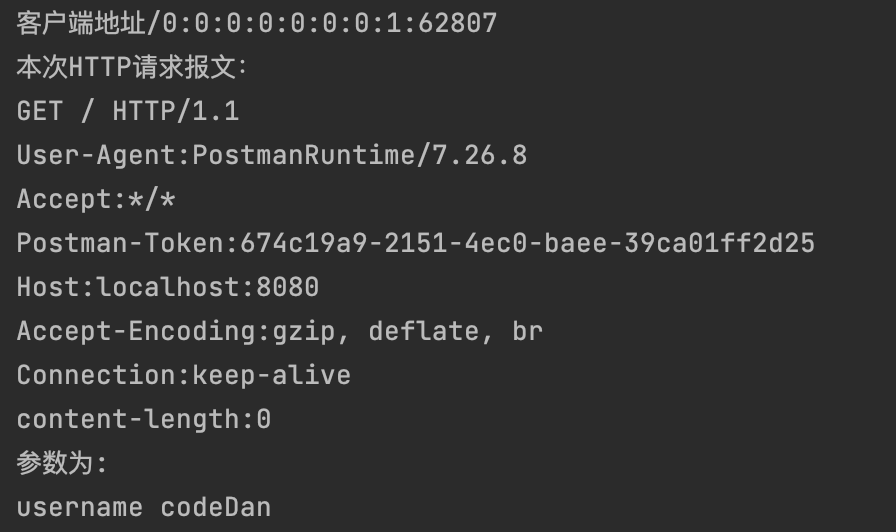 客户端地址/0:0:0:0:0:0:0:1:62807
本次HTTP请求报文：
GET / HTTP/1.1
User-Agent:PostmanRuntime/7.26.8
Accept:*/*
Postman-Token:674c19a9-2151-4ec0-baee-39ca01ff2d25
Host:localhost:8080
Accept-Encoding:gzip, deflate, br
Connection:keep-alive
content-length:0
参数为:
username codeDan